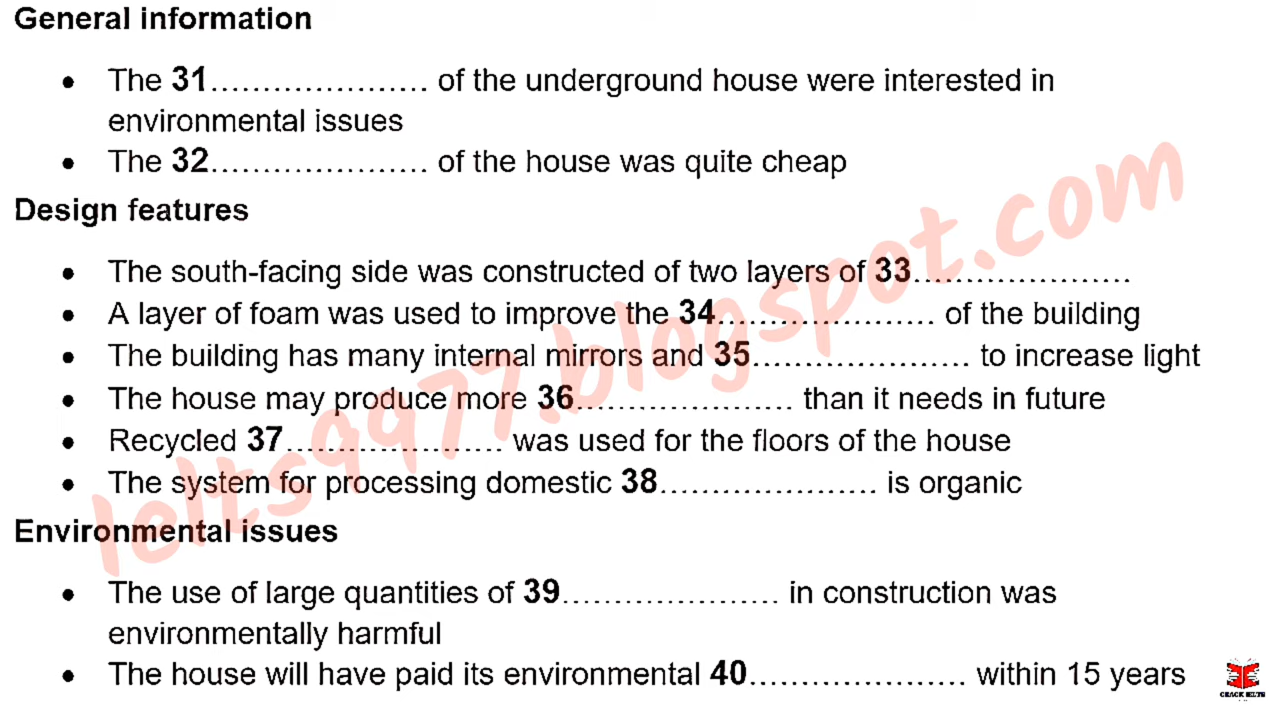 General information
• The 31..................... of the underground house were interested in
environmental issues
• The 32..................... of the house was quite cheap
Design features
• The south-facing side was constructed of two layers of 33.....................
• A layer of foam was used to improve the 34..................... of the building
• The building has many internal mirrors and 35..................... to increase light
• The house may produce more 36..................... than it needs in future
• Recycled 37..................... was used for the floors of the house
• The system for processing domestic 38..................... is organic
Environmental issues
• The use of large quantities of 39..................... in construction was
environmentally harmful
• The house will have paid its environmental 40..................... within 15 years
Ielts9977.blogspot.com
CRACK IELTS